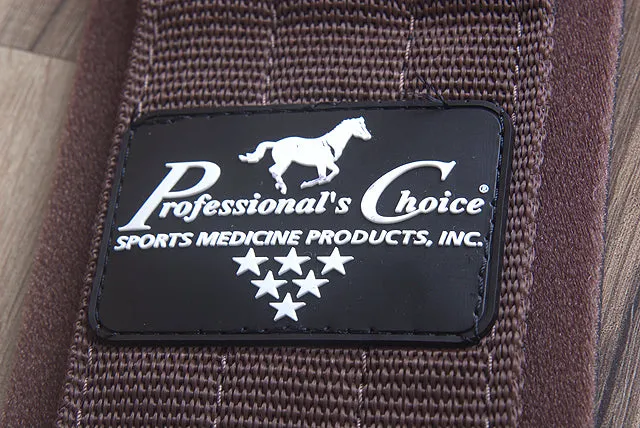 Professional's Choice®
SPORTS MEDICINE PRODUCTS, INC.